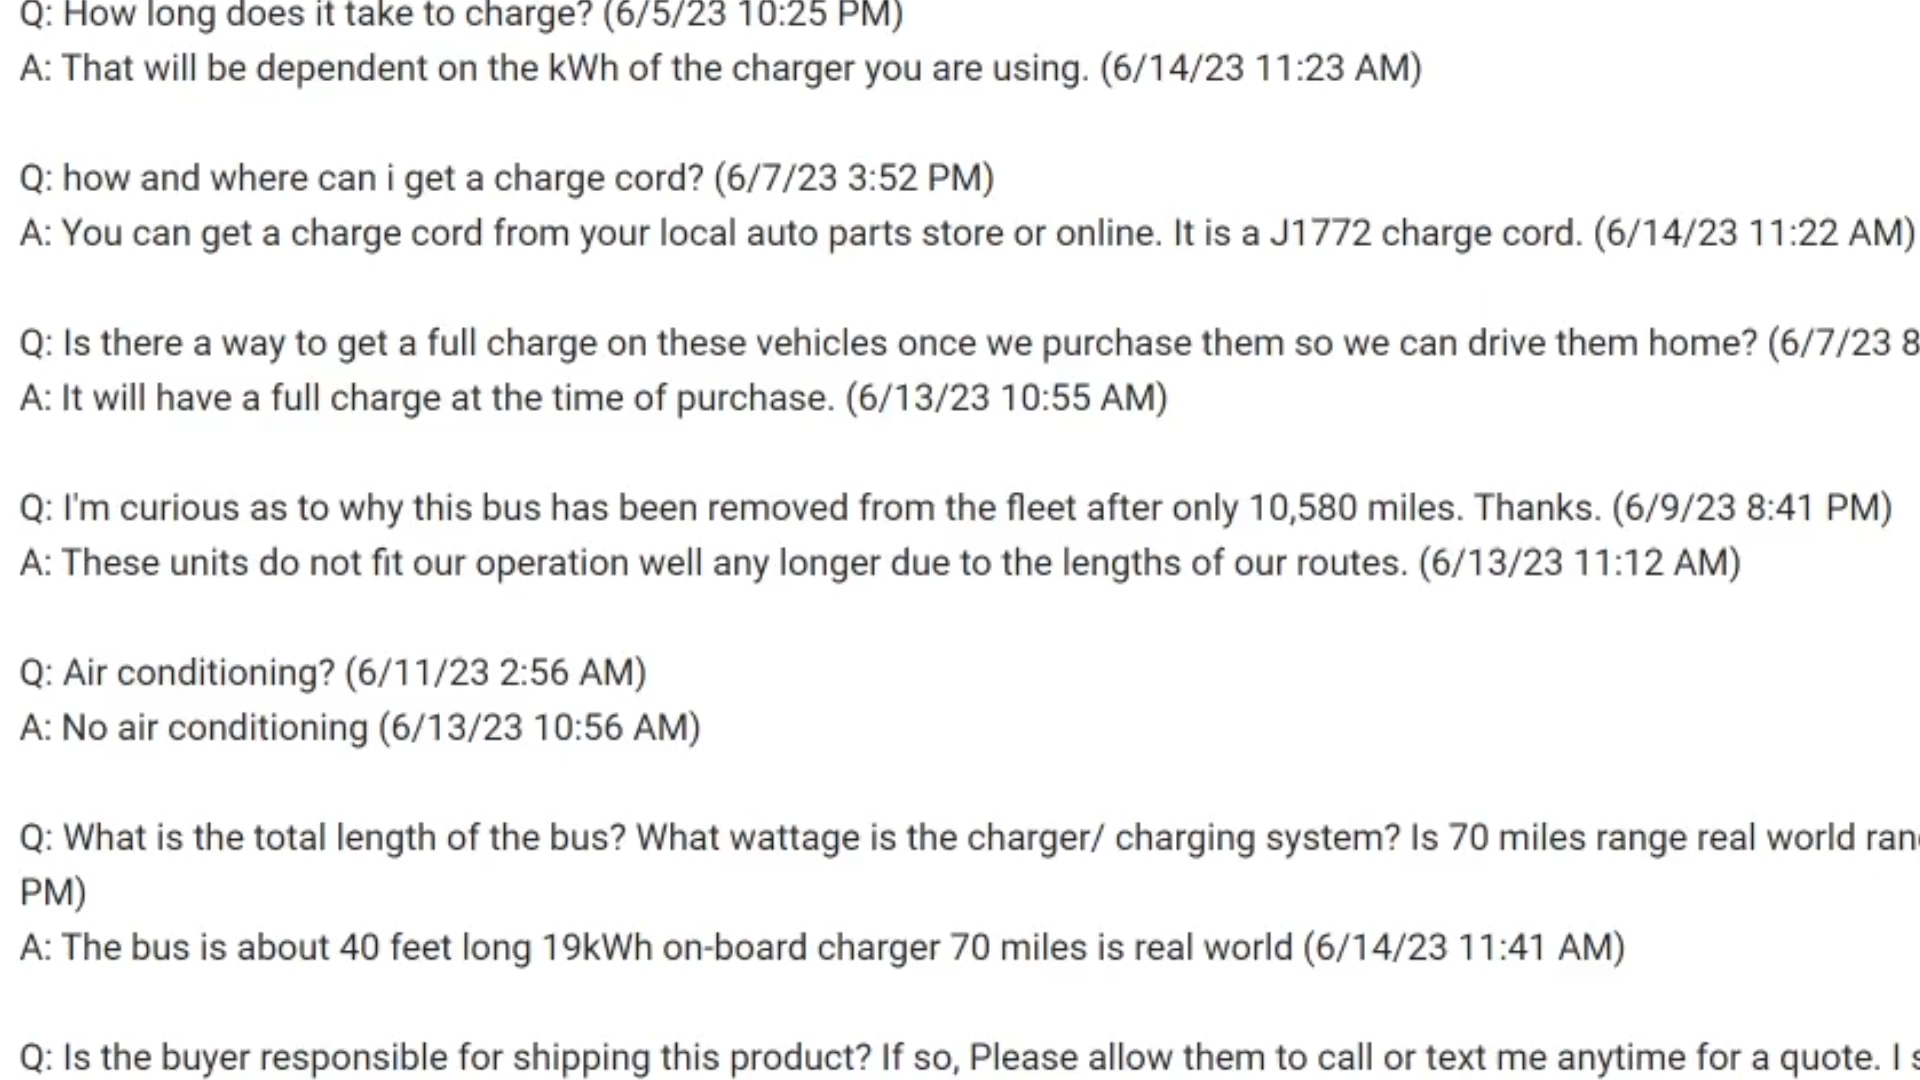 Q: How long does it take to charge? (6/5/23 10:25 PM)
A: That will be dependent on the kWh of the charger you are using. (6/14/23 11:23 AM)
Q: how and where can i get a charge cord? (6/7/23 3:52 PM)
A: You can get a charge cord from your local auto parts store or online. It is a J1772 charge cord. (6/14/23 11:22 AM)
Q: Is there a way to get a full charge on these vehicles once we purchase them so we can drive them home? (6/7/23 8
A: It will have a full charge at the time of purchase. (6/13/23 10:55 AM)
Q: I'm curious as to why this bus has been removed from the fleet after only 10,580 miles. Thanks. (6/9/23 8:41 PM)
A: These units do not fit our operation well any longer due to the lengths of our routes. (6/13/23 11:12 AM)
Q: Air conditioning? (6/11/23 2:56 AM)
A: No air conditioning (6/13/23 10:56 AM)
Q: What is the total length of the bus? What wattage is the charger/ charging system? Is 70 miles range real world
PM)
A: The bus is about 40 feet long 19kWh on-board charger 70 miles is real world (6/14/23 11:41 AM)
Q: Is the buyer responsible for shipping this product? If so, Please allow them to call or text me anytime for a quote. I